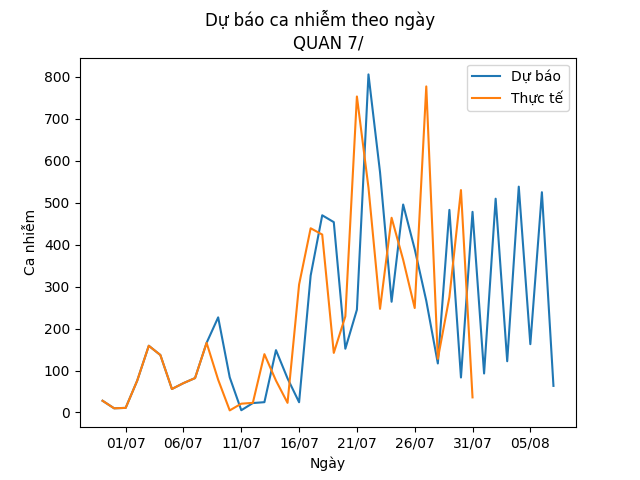 Dự báo ca nhiễm theo ngày
QUAN 7/
Dự báo
Thực tế
Ca nhiễm
800
700
600
500
400
300
200
100
0
01/07 06/07 11/07 16/07 21/07 26/07 31/07 05/08
Ngày